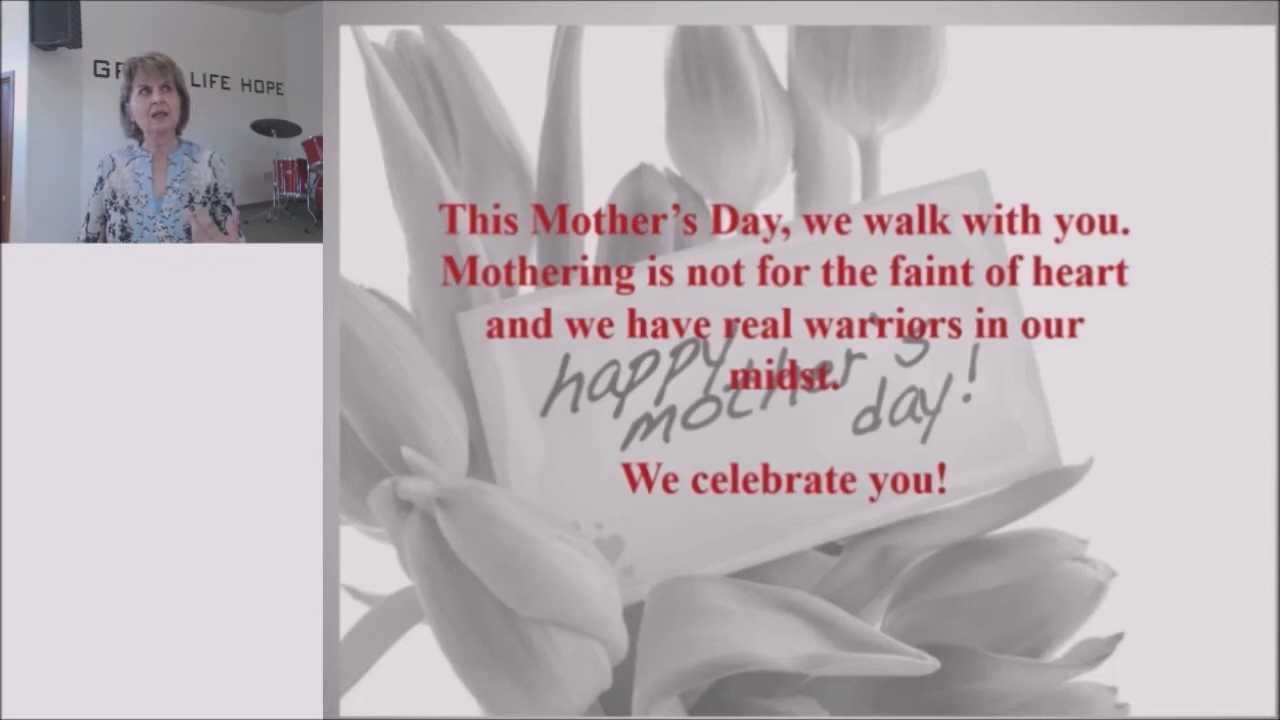 LIFE HOPE
This Mother's Day, we walk with you.
Mothering is not for the faint of heart
and we have real warriors in our
midst.
happy
mother's
day!
We celebrate you!